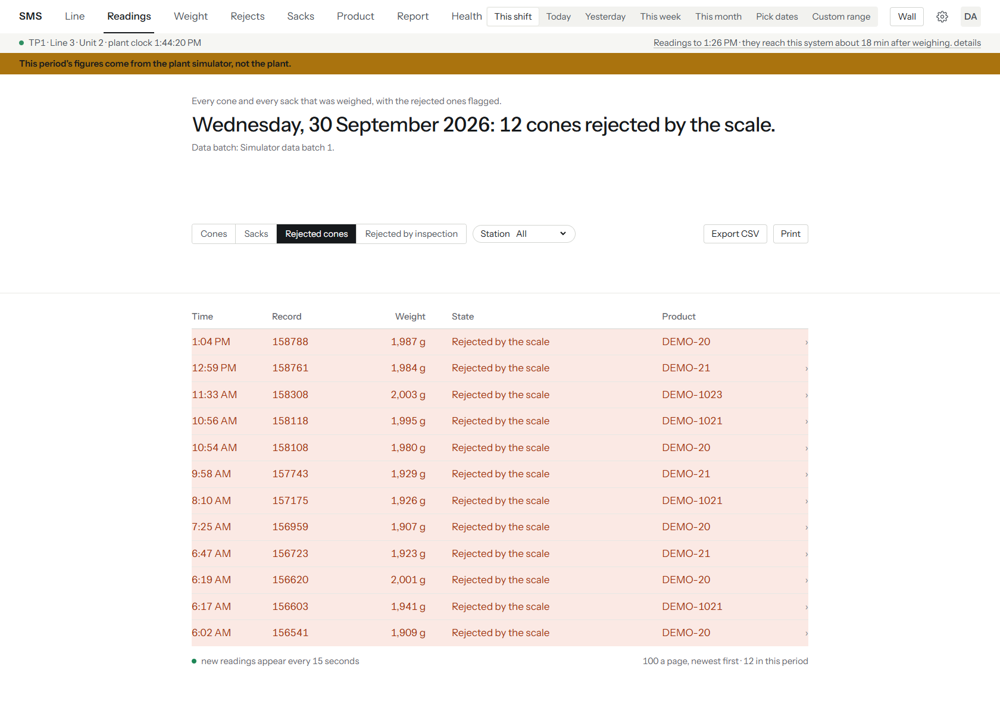 SMS Line Readings Weight Rejects Sacks Product Report Health This shift Today Yesterday This week This month Pick dates Custom range Wall DA
TP1 · Line 3 · Unit 2 · plant clock 1:44:20 PM Readings to 1:26 PM · they reach this system about 18 min after weighing. details
This period's figures come from the plant simulator, not the plant.
Every cone and every sack that was weighed, with the rejected ones flagged.
Wednesday, 30 September 2026: 12 cones rejected by the scale.
Data batch: Simulator data batch 1.
Cones Sacks Rejected cones Rejected by inspection Station All Export CSV Print
Time Record Weight State Product
1:04 PM 158788 1,987 g Rejected by the scale DEMO-20 ›
12:59 PM 158761 1,984 g Rejected by the scale DEMO-21 ›
11:33 AM 158308 2,003 g Rejected by the scale DEMO-1023 ›
10:56 AM 158118 1,995 g Rejected by the scale DEMO-1021 ›
10:54 AM 158108 1,980 g Rejected by the scale DEMO-20 ›
9:58 AM 157743 1,929 g Rejected by the scale DEMO-21 ›
8:10 AM 157175 1,926 g Rejected by the scale DEMO-1021 ›
7:25 AM 156959 1,907 g Rejected by the scale DEMO-20 ›
6:47 AM 156723 1,923 g Rejected by the scale DEMO-21 ›
6:19 AM 156620 2,001 g Rejected by the scale DEMO-20 ›
6:17 AM 156603 1,941 g Rejected by the scale DEMO-1021 ›
6:02 AM 156541 1,909 g Rejected by the scale DEMO-20 ›
new readings appear every 15 seconds 100 a page, newest first · 12 in this period